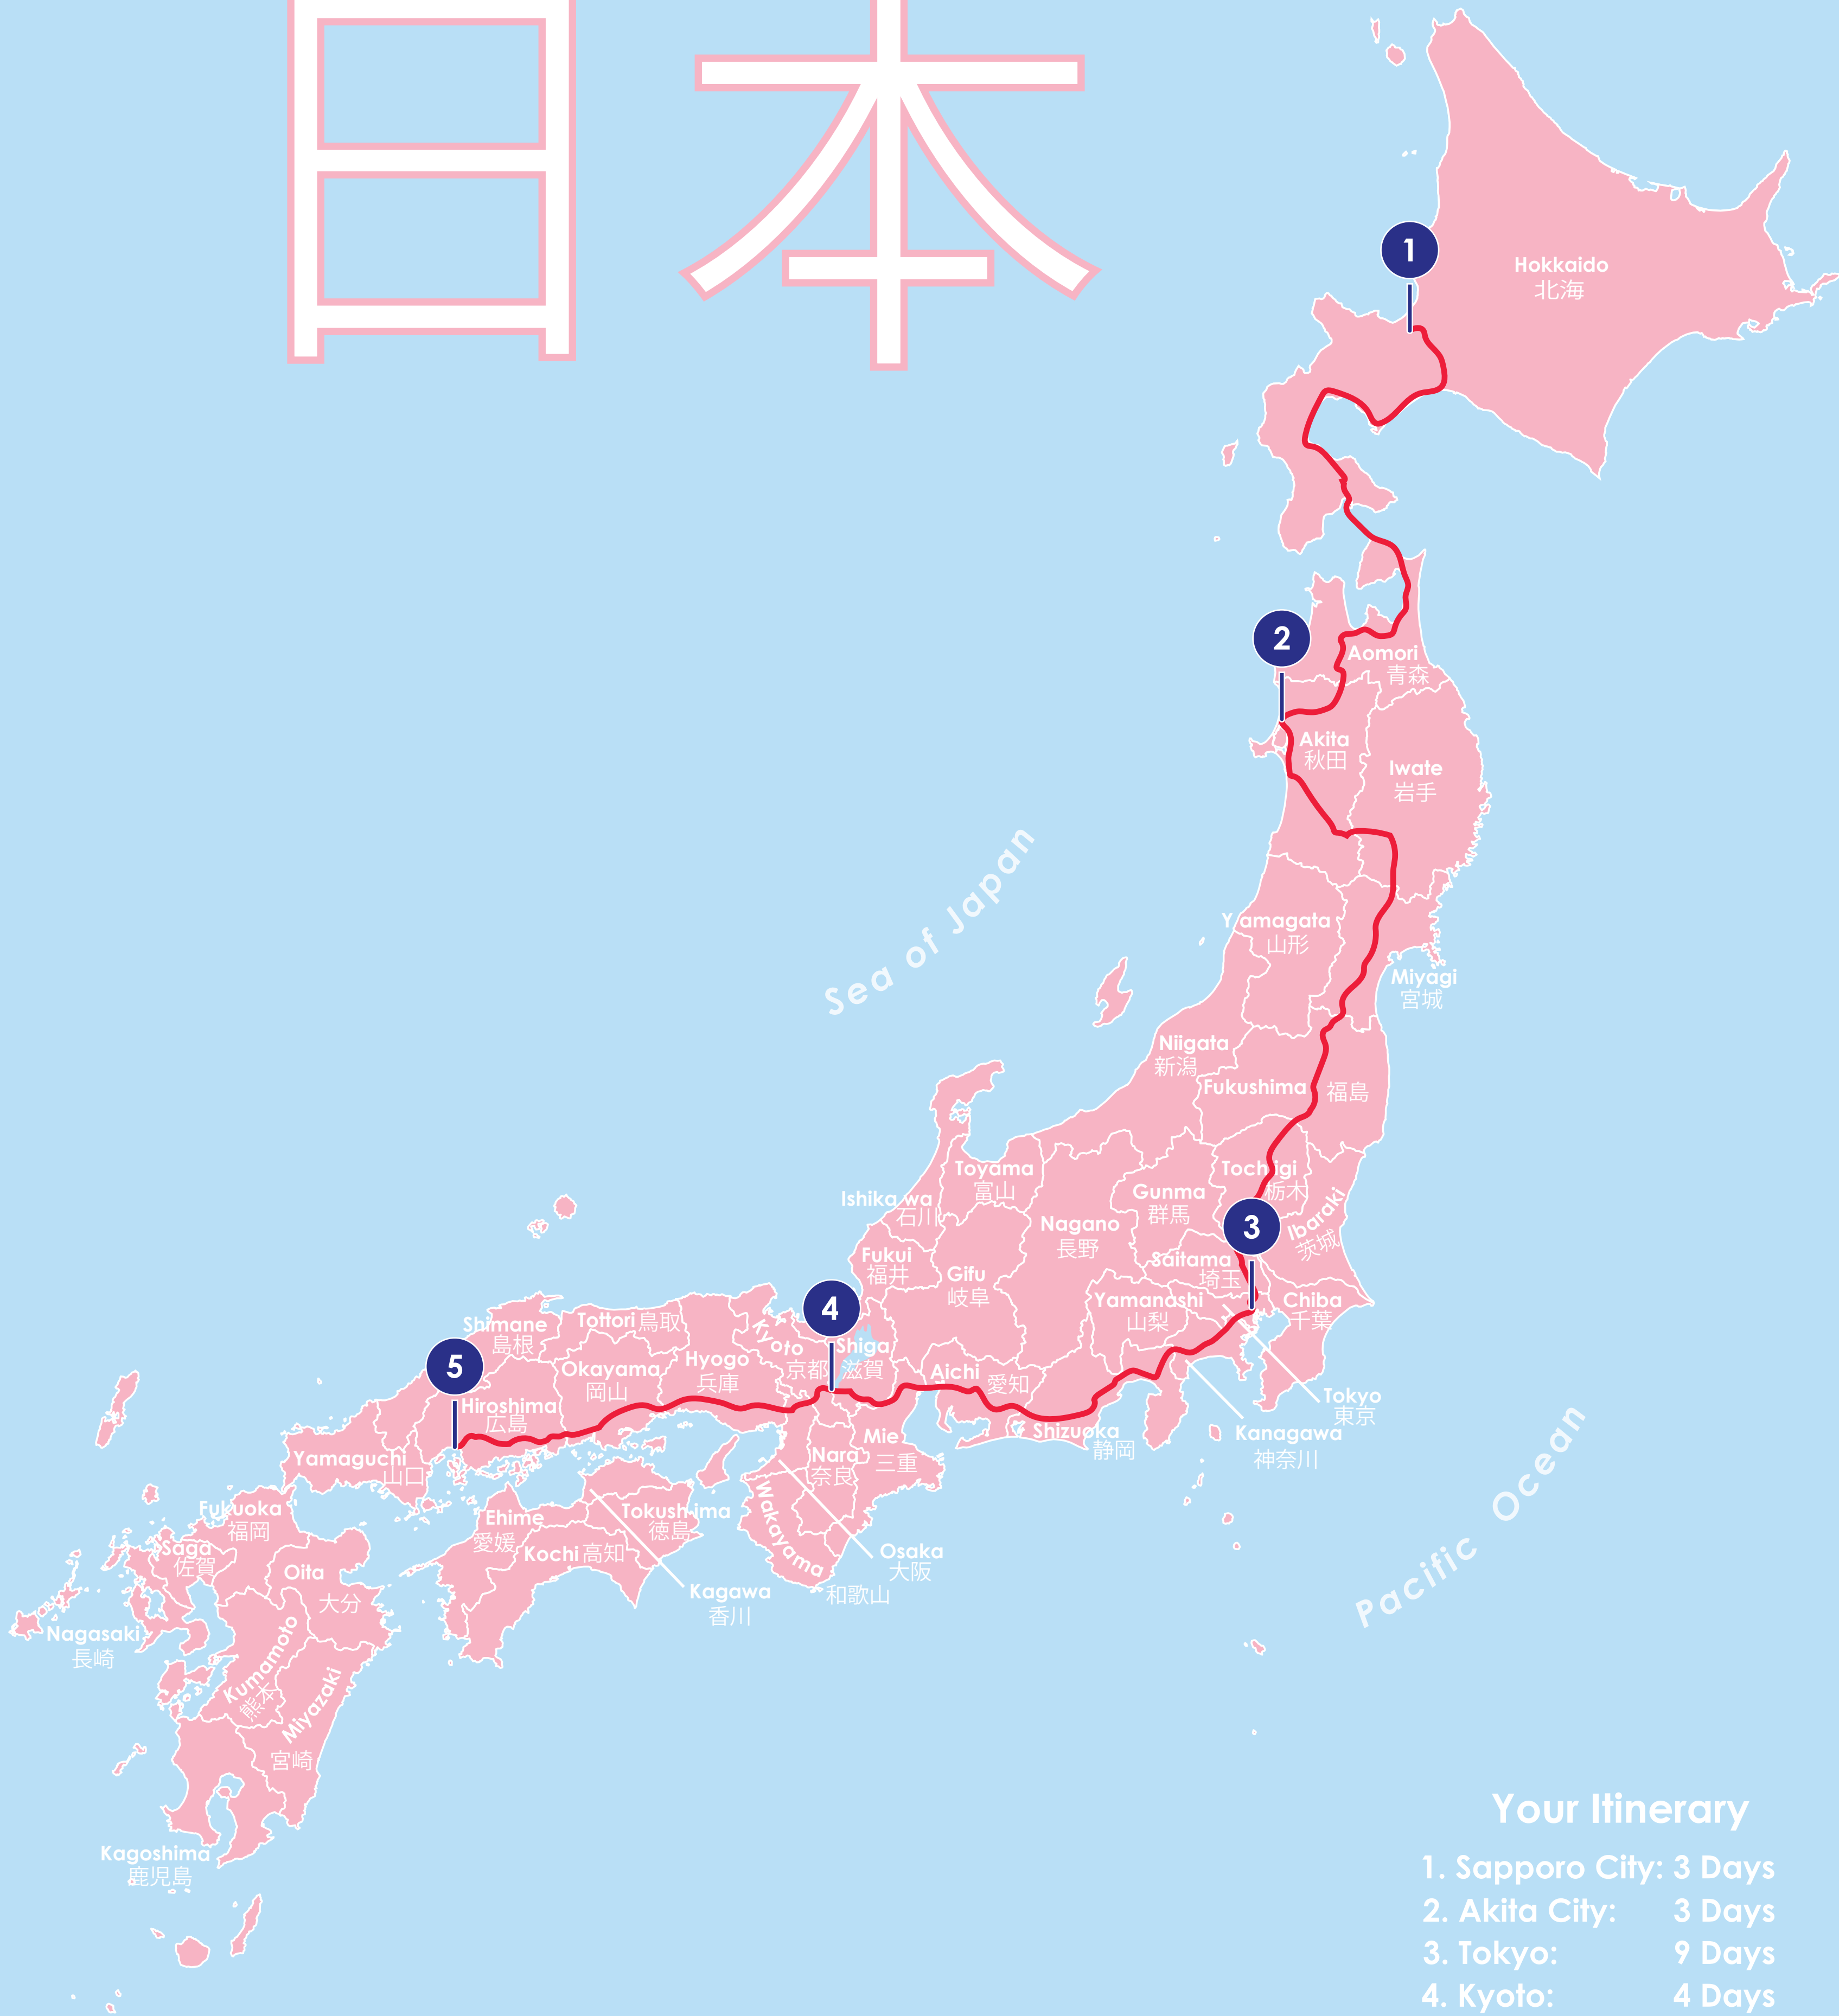 日本
1
Hokkaido
北海
2
Aomori
青森
Akita
秋田
Iwate
岩手
Sea of Japan
Yamagata
山形
Miyagi
宮城
Niigata
新潟
Fukushima 福島
Toyama
富山
Ishika wa
石川
Tochigi
栃木
Gunma
群馬
Nagano
長野
3
Ibaraki
茨城
Fukui
福井
Gifu
岐阜
Saitama
埼玉
Yamanashi
山梨
Chiba
千葉
4
Shimane
島根
Tottori 鳥取
Kyoto
京都
Shiga
滋賀
5
Okayama
岡山
Hyogo
兵庫
Aichi 愛知
Tokyo
東京
Hiroshima
広島
Shizuoka
静岡
Kanagawa
神奈川
Mie
三重
Nara
奈良
Yamaguchi
山口
Pacific Ocean
Fukuoka
福岡
Ehime
愛媛
Tokushima
徳島
Wakayama
和歌山
Saga
佐賀
Kochi 高知
Osaka
大阪
Oita
大分
Kagawa
香川
Nagasaki
長崎
Kumamoto
熊本
Miyazaki
宮崎
Kagoshima
鹿児島
Your Itinerary
1. Sapporo City: 3 Days
2. Akita City: 3 Days
3. Tokyo: 9 Days
4. Kyoto: 4 Days